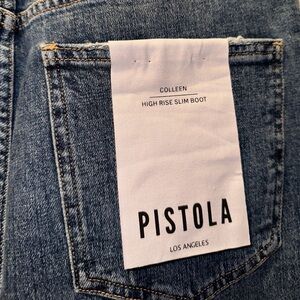 COLLEEN
HIGH RISE SLIM BOOT
PISTOLA
LOS ANGELES